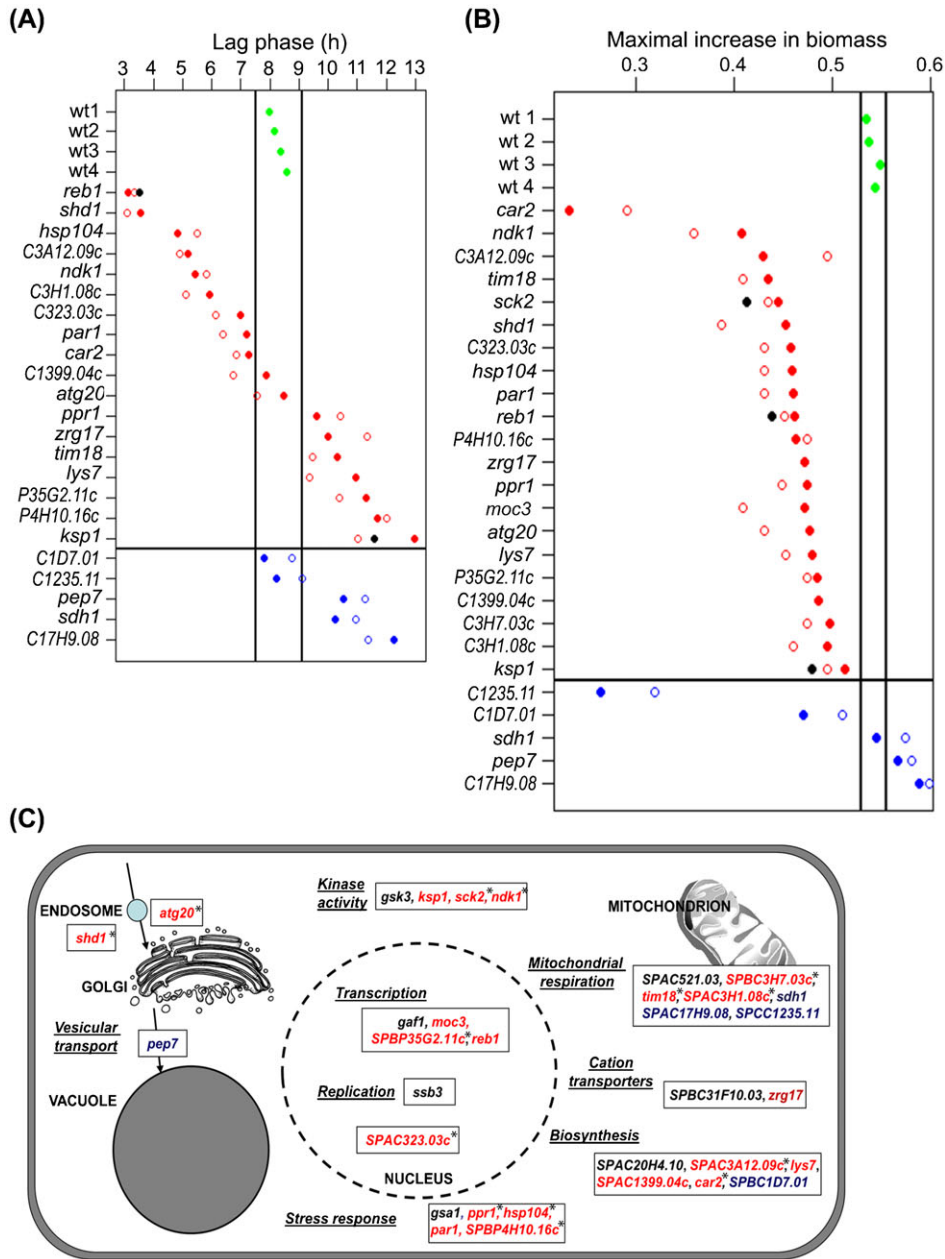 (A)
Lag phase (h)
3 4 5 6 7 8 9 10 11 12 13
wt1
wt2
wt3
wt4
reb1
shd1
hsp104
C3A12.09c
ndk1
C3H1.08c
C323.03c
par1
car2
C1399.04c
atg20
ppr1
zrg17
tim18
lys7
P35G2.11c
P4H10.16c
ksp1
C1D7.01
C1235.11
pep7
sdh1
C17H9.08
(B)
Maximal increase in biomass
0.3 0.4 0.5 0.6
wt 1
wt 2
wt 3
wt 4
car2
ndk1
C3A12.09c
tim18
sck2
shd1
C323.03c
hsp104
par1
reb1
P4H10.16c
zrg17
ppr1
moc3
atg20
lys7
P35G2.11c
C1399.04c
C3H7.03c
C3H1.08c
ksp1
C1235.11
C1D7.01
sdh1
pep7
C17H9.08
(C)
ENDOSOME
atg20*
shd1*
GOLGI
Vesicular
transport
pep7
VACUOLE
Kinase
activity
gsk3, ksp1, sck2,* ndk1*
Transcription
gaf1, moc3,
SPBP35G2.11c,* reb1
Replication
ssb3
SPAC323.03c*
NUCLEUS
Stress response
gsa1, ppr1,* hsp104,*
par1, SPBP4H10.16c*
MITOCHONDRION
Mitochondrial
respiration
SPAC521.03, SPBC3H7.03c,*
tim18,* SPAC3H1.08c,* sdh1
SPAC17H9.08, SPCC1235.11
Cation
transporters
SPBC31F10.03, zrg17
Biosynthesis
SPAC20H4.10, SPAC3A12.09c,* lys7,
SPAC1399.04c, car2,* SPBC1D7.01